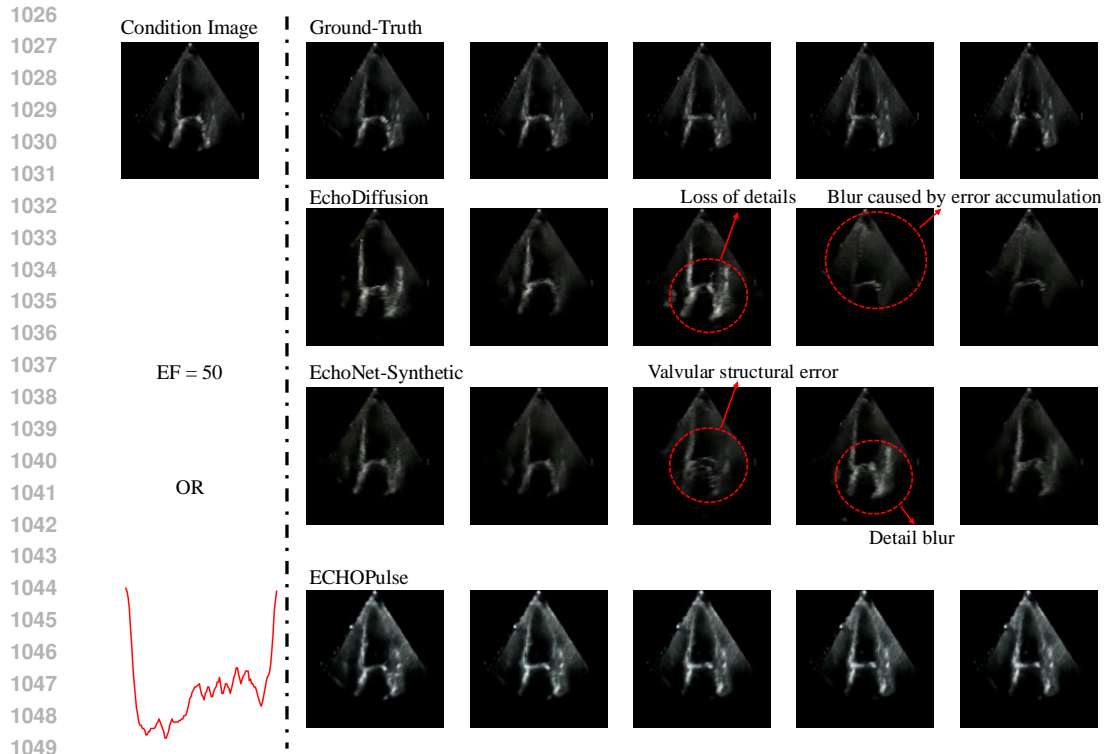 1026
1027
1028
1029
1030
1031
1032
1033
1034
1035
1036
1037
1038
1039
1040
1041
1042
1043
1044
1045
1046
1047
1048
1049
Condition Image
Ground-Truth
EchoDiffusion
Loss of details
Blur caused by error accumulation
EF = 50
EchoNet-Synthetic
Valvular structural error
OR
Detail blur
ECHOPulse